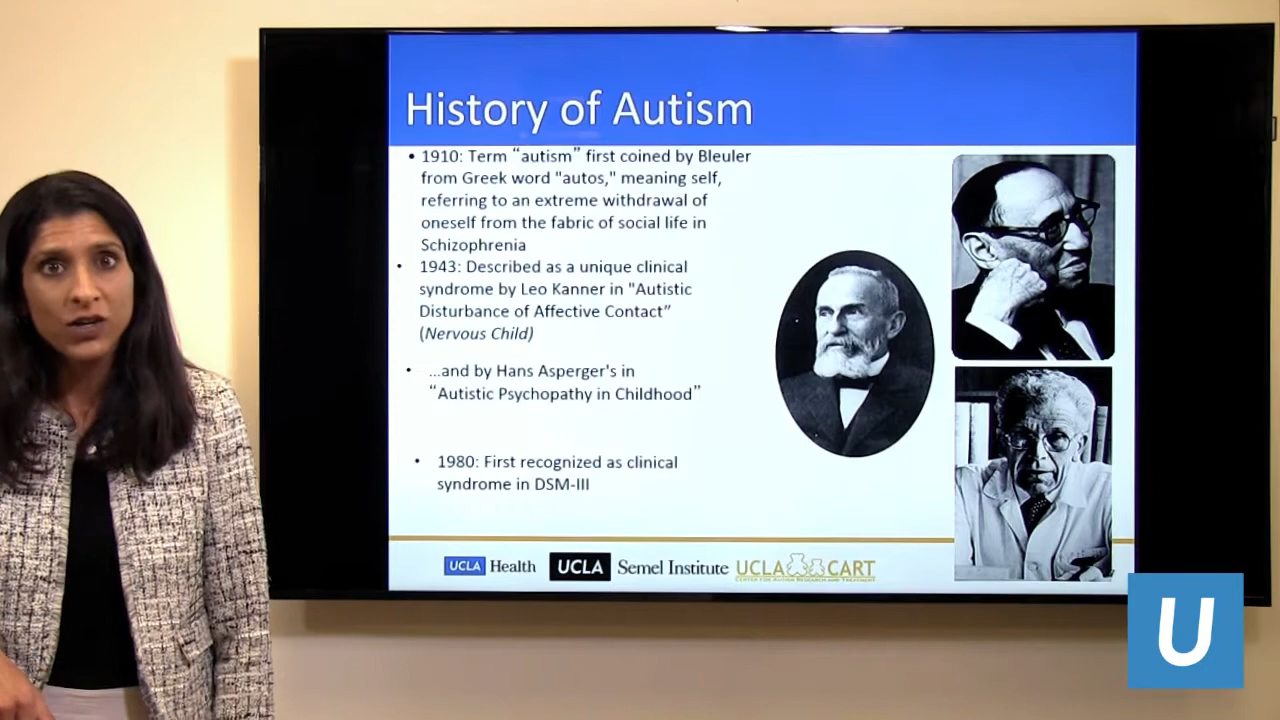 History of Autism
• 1910: Term “autism” first coined by Bleuler
from Greek word "autos," meaning self,
referring to an extreme withdrawal of
oneself from the fabric of social life in
Schizophrenia
• 1943: Described as a unique clinical
syndrome by Leo Kanner in "Autistic
Disturbance of Affective Contact”
(Nervous Child)
• ...and by Hans Asperger's in
“Autistic Psychopathy in Childhood”
• 1980: First recognized as clinical
syndrome in DSM-III
UCLA Health UCLA Semel Institute UCLA CART
CENTER FOR AUTISM RESEARCH AND TREATMENT
U